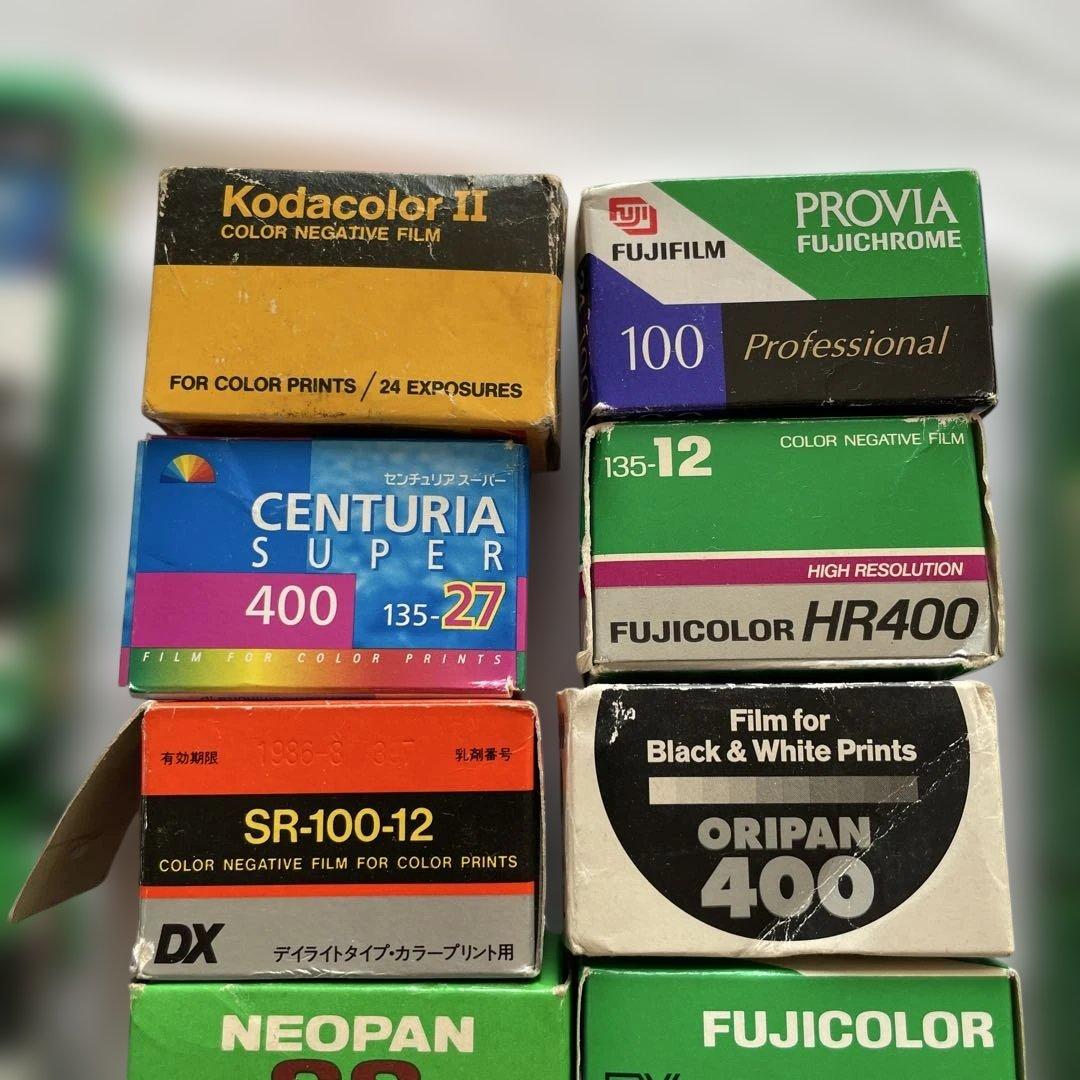 Kodacolor II
COLOR NEGATIVE FILM
FOR COLOR PRINTS / 24 EXPOSURES
FUJI
FUJIFILM
PROVIA
FUJICHROME
100
Professional
センチュリア スーパー
CENTURIA
SUPER
400
135-27
FILM FOR COLOR PRINTS
135-12
COLOR NEGATIVE FILM
HIGH RESOLUTION
FUJICOLOR HR400
有効期限
1986-8
乳剤番号
SR-100-12
COLOR NEGATIVE FILM FOR COLOR PRINTS
DX
デイライトタイプ・カラープリント用
Film for
Black & White Prints
ORIPAN
400
NEOPAN
FUJICOLOR